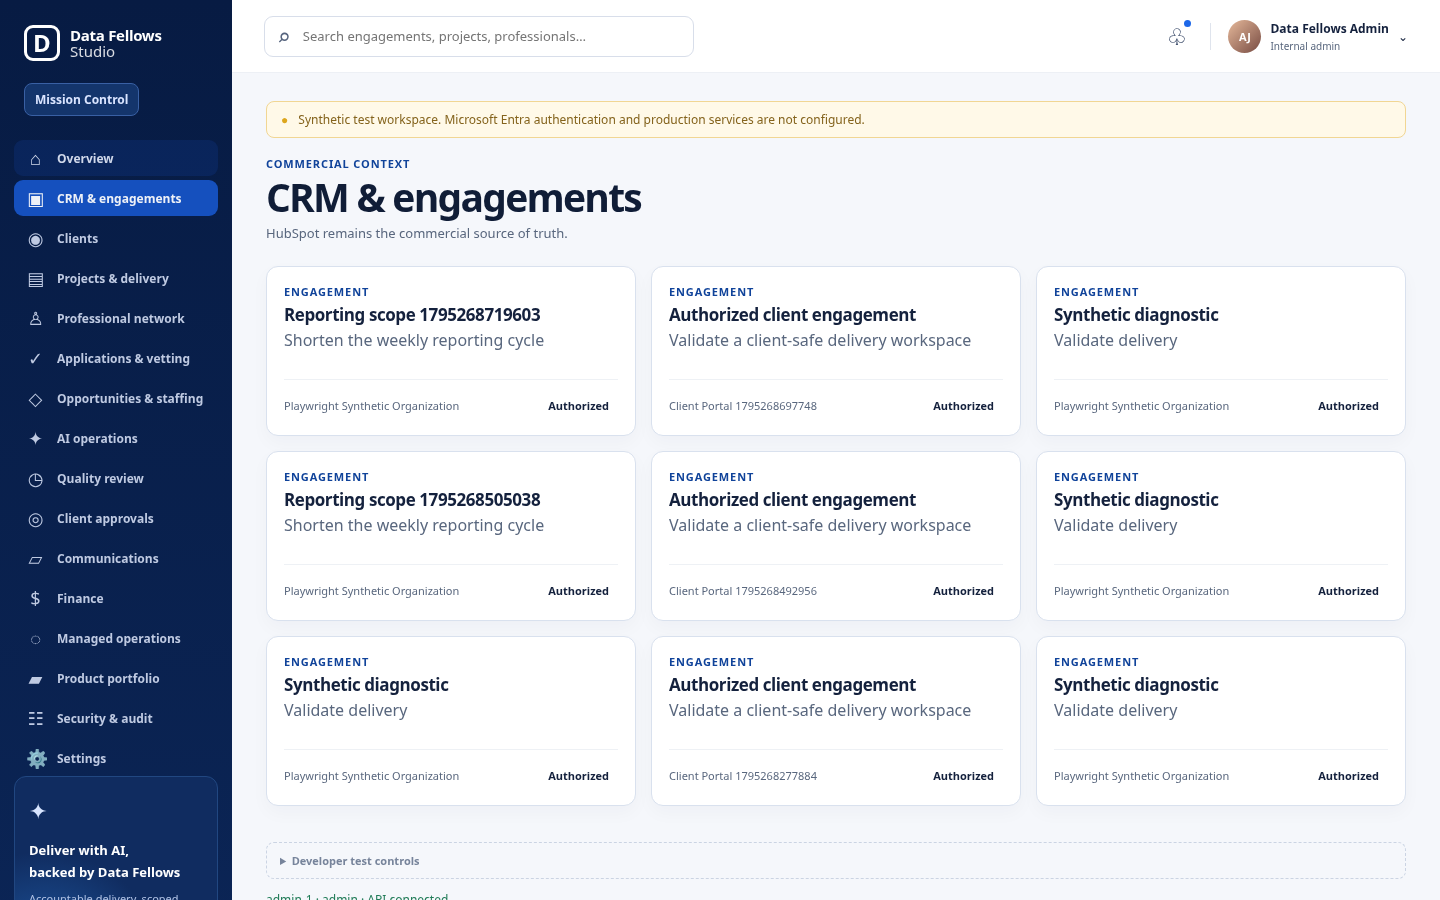 D
Data Fellows
Studio
Mission Control
Overview
CRM & engagements
Clients
Projects & delivery
Professional network
Applications & vetting
Opportunities & staffing
AI operations
Quality review
Client approvals
Communications
$ Finance
Managed operations
Product portfolio
Security & audit
Settings
Deliver with AI,
backed by Data Fellows
Accountable delivery, scoped
Search engagements, projects, professionals...
AJ
Data Fellows Admin
Internal admin
Synthetic test workspace. Microsoft Entra authentication and production services are not configured.
COMMERCIAL CONTEXT
CRM & engagements
HubSpot remains the commercial source of truth.
ENGAGEMENT
Reporting scope 1795268719603
Shorten the weekly reporting cycle
Playwright Synthetic Organization Authorized
ENGAGEMENT
Authorized client engagement
Validate a client-safe delivery workspace
Client Portal 1795268697748 Authorized
ENGAGEMENT
Synthetic diagnostic
Validate delivery
Playwright Synthetic Organization Authorized
ENGAGEMENT
Reporting scope 1795268505038
Shorten the weekly reporting cycle
Playwright Synthetic Organization Authorized
ENGAGEMENT
Authorized client engagement
Validate a client-safe delivery workspace
Client Portal 1795268492956 Authorized
ENGAGEMENT
Synthetic diagnostic
Validate delivery
Playwright Synthetic Organization Authorized
ENGAGEMENT
Synthetic diagnostic
Validate delivery
Playwright Synthetic Organization Authorized
ENGAGEMENT
Authorized client engagement
Validate a client-safe delivery workspace
Client Portal 1795268277884 Authorized
ENGAGEMENT
Synthetic diagnostic
Validate delivery
Playwright Synthetic Organization Authorized
Developer test controls
admin 1 · admin · API connected